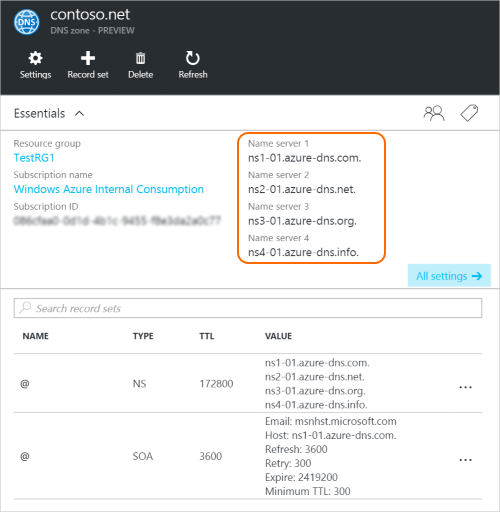 DNS
contoso.net
DNS zone - PREVIEW
Settings
Record set
Delete
Refresh
Essentials
Resource group
TestRG1
Subscription name
Windows Azure Internal Consumption
Subscription ID
Name server 1
ns1-01.azure-dns.com.
Name server 2
ns2-01.azure-dns.net.
Name server 3
ns3-01.azure-dns.org.
Name server 4
ns4-01.azure-dns.info.
All settings
Search record sets
NAME TYPE TTL VALUE
@ NS 172800
ns1-01.azure-dns.com.
ns2-01.azure-dns.net.
ns3-01.azure-dns.org.
ns4-01.azure-dns.info.
...
@ SOA 3600
Email: msnhst.microsoft.com
Host: ns1-01.azure-dns.com.
Refresh: 3600
Retry: 300
Expire: 2419200
Minimum TTL: 300
...